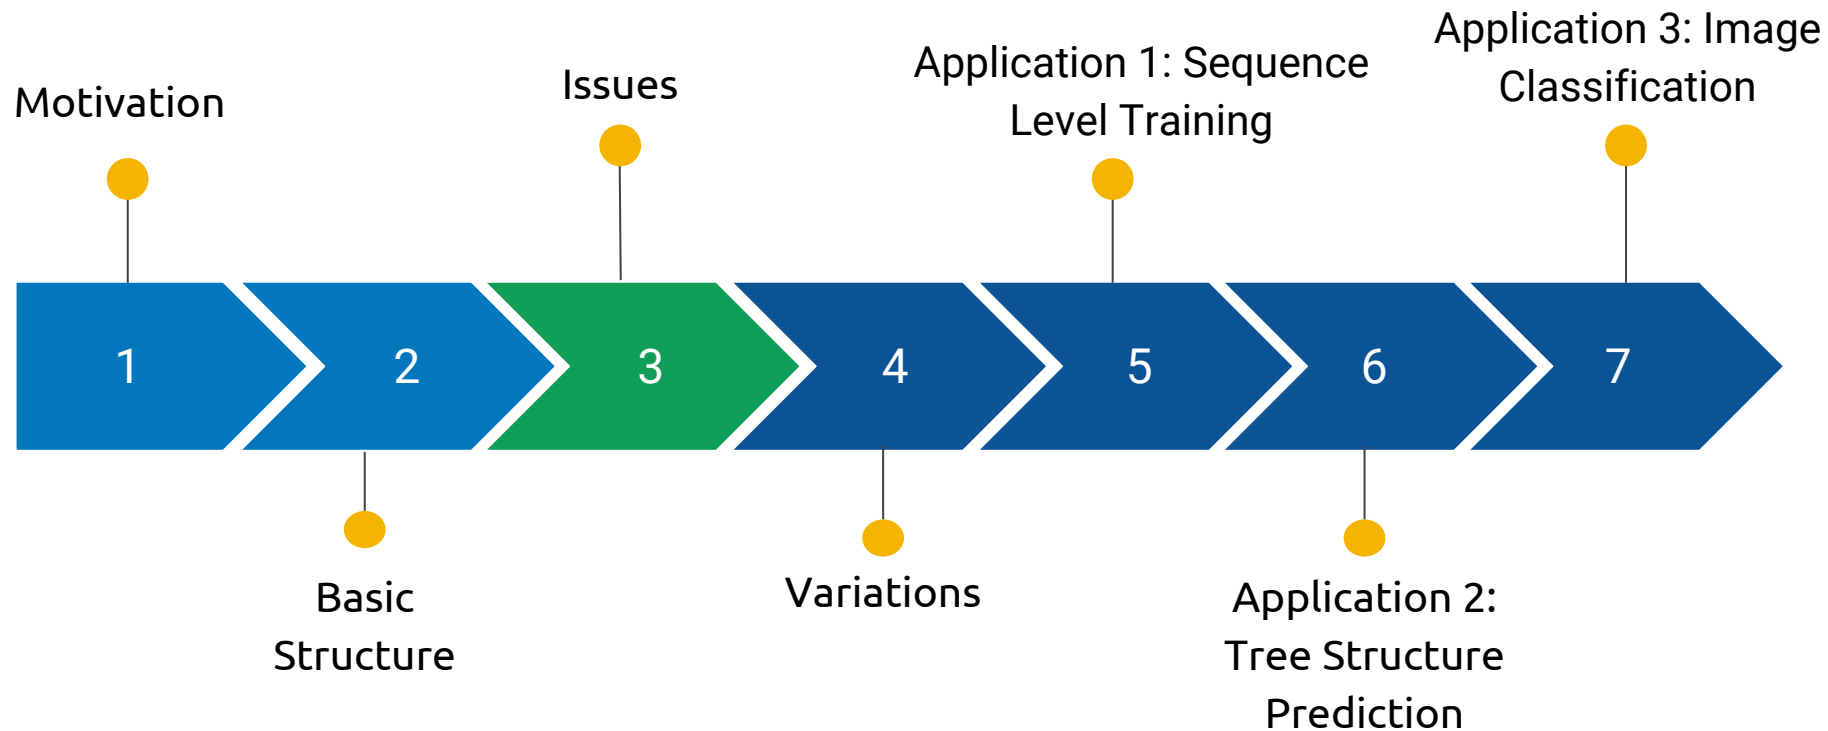 Motivation
Issues
Application 1: Sequence
Level Training
Application 3: Image
Classification
1
2
3
4
5
6
7
Basic
Structure
Variations
Application 2:
Tree Structure
Prediction